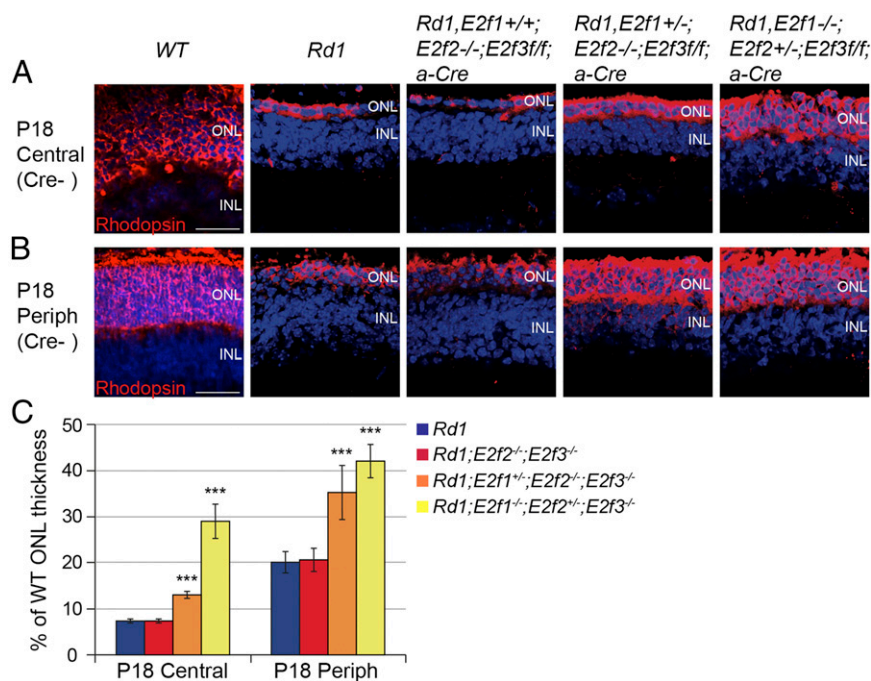 WT
Rd1
Rd1,E2f1+/+;
E2f2-/-;E2f3f/f;
a-Cre
Rd1,E2f1+/-;
E2f2-/-;E2f3f/f;
a-Cre
Rd1,E2f1-/-;
E2f2+/-;E2f3f/f;
a-Cre
A
P18
Central
(Cre- )
ONL
INL
Rhodopsin
ONL
INL
ONL
INL
ONL
INL
ONL
INL
B
P18
Periph
(Cre- )
ONL
INL
Rhodopsin
ONL
INL
ONL
INL
ONL
INL
ONL
INL
C
% of WT ONL thickness
50
40
30
20
10
0
***
***
***
***
P18 Central
P18 Periph
Rd1
Rd1;E2f2-/-;E2f3-/-
Rd1;E2f1+/-;E2f2-/-;E2f3-/-
Rd1;E2f1-/-;E2f2+/-;E2f3-/-